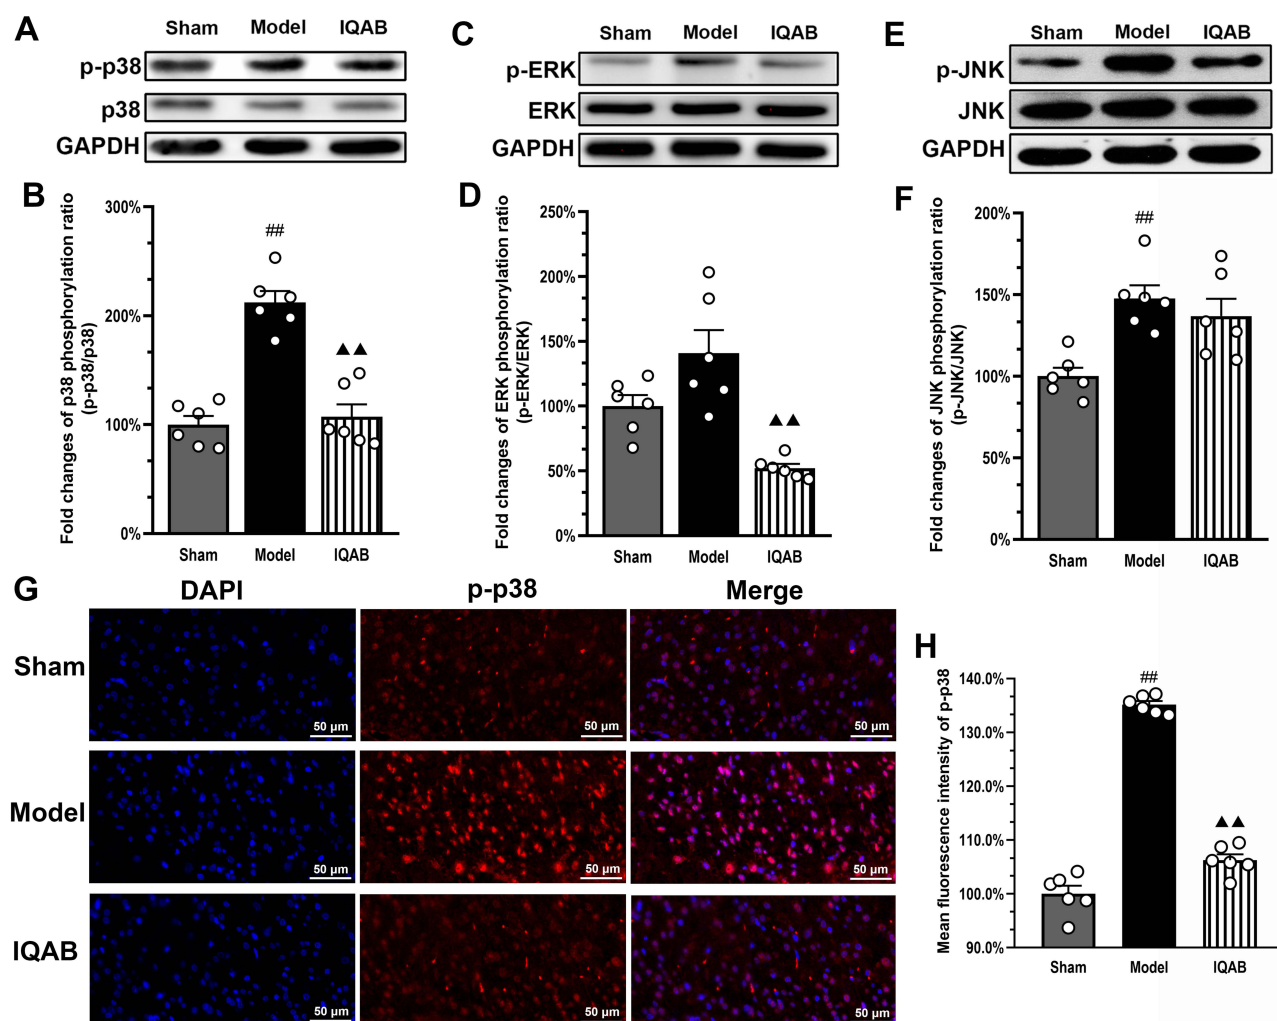 A
Sham Model IQAB
p-p38
p38
GAPDH
C
Sham Model IQAB
p-ERK
ERK
GAPDH
E
Sham Model IQAB
p-JNK
JNK
GAPDH
B
Fold changes of p38 phosphorylation ratio
(p-p38/p38)
300%
200%
100%
0%
##
▲▲
Sham Model IQAB
D
Fold changes of ERK phosphorylation ratio
(p-ERK/ERK)
250%
200%
150%
100%
50%
0%
▲▲
Sham Model IQAB
F
Fold changes of JNK phosphorylation ratio
(p-JNK/JNK)
200%
150%
100%
50%
0%
##
Sham Model IQAB
G
DAPI p-p38 Merge
Sham
50 µm 50 µm 50 µm
Model
50 µm 50 µm 50 µm
IQAB
50 µm 50 µm 50 µm
H
Mean fluorescence intensity of p-p38
140.0%
130.0%
120.0%
110.0%
100.0%
90.0%
##
▲▲
Sham Model IQAB